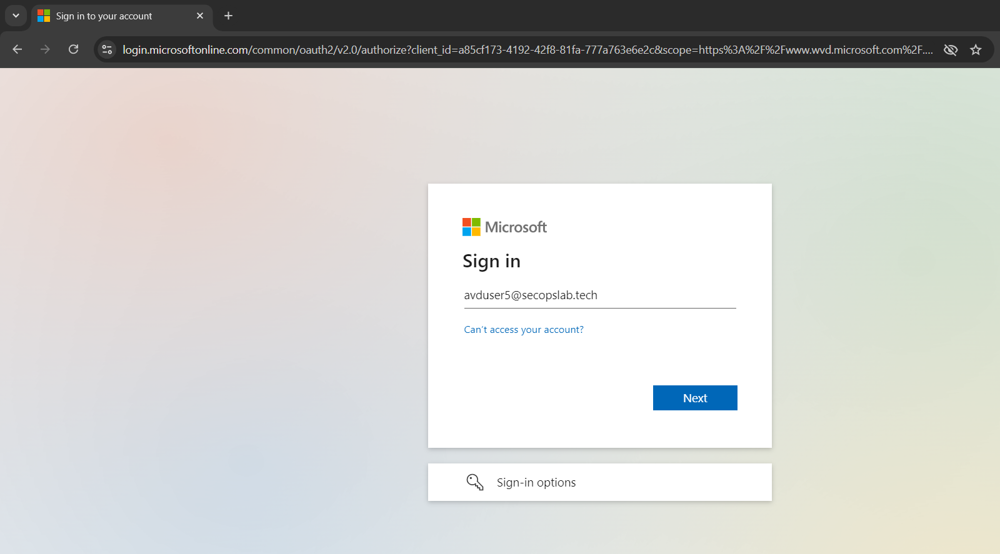 Sign in to your account
login.microsoftonline.com/common/oauth2/v2.0/authorize?client_id=a85cf173-4192-42f8-81fa-777a763e6e2c&scope=https%3A%2F%2Fwww.wvd.microsoft.com%2F....
Microsoft
Sign in
avduser5@secopslab.tech
Can't access your account?
Next
Sign-in options